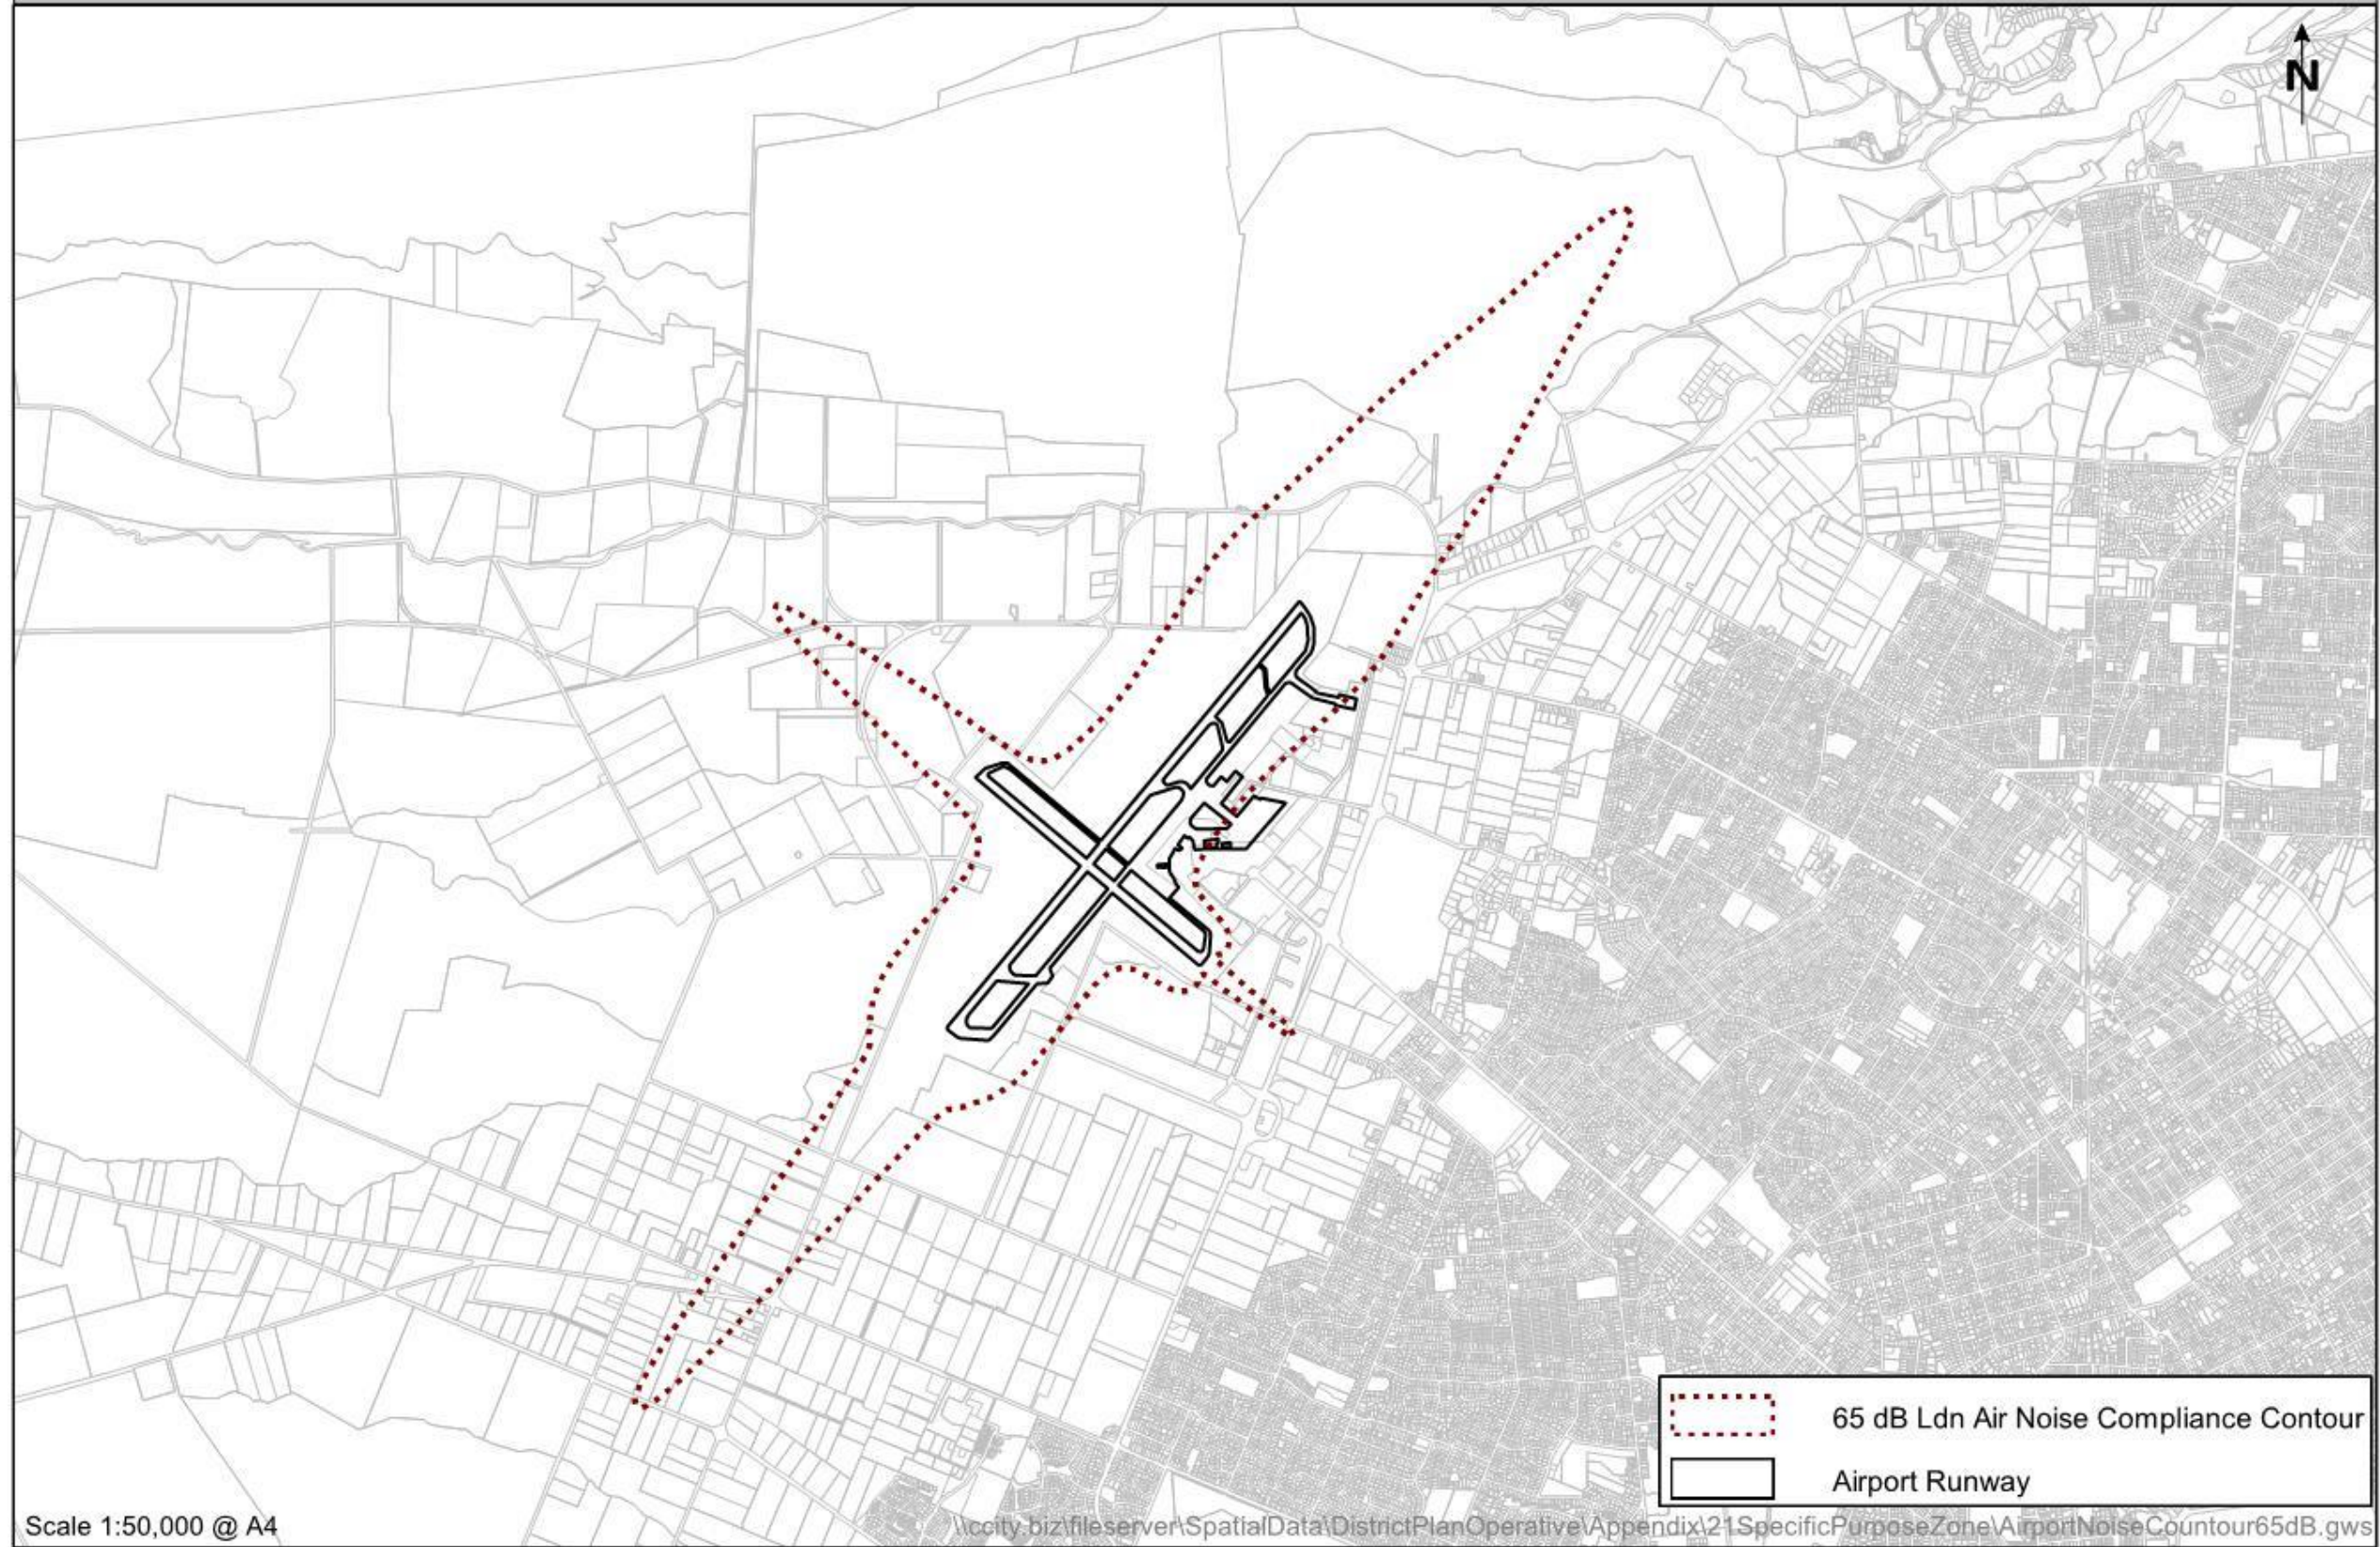 N
65 dB Ldn Air Noise Compliance Contour
Airport Runway
Scale 1:50,000 @ A4
\\ccity.biz\fileserver\SpatialData\DistrictPlanOperative\Appendix\21SpecificPurposeZone\AirportNoiseCountour65dB.gws